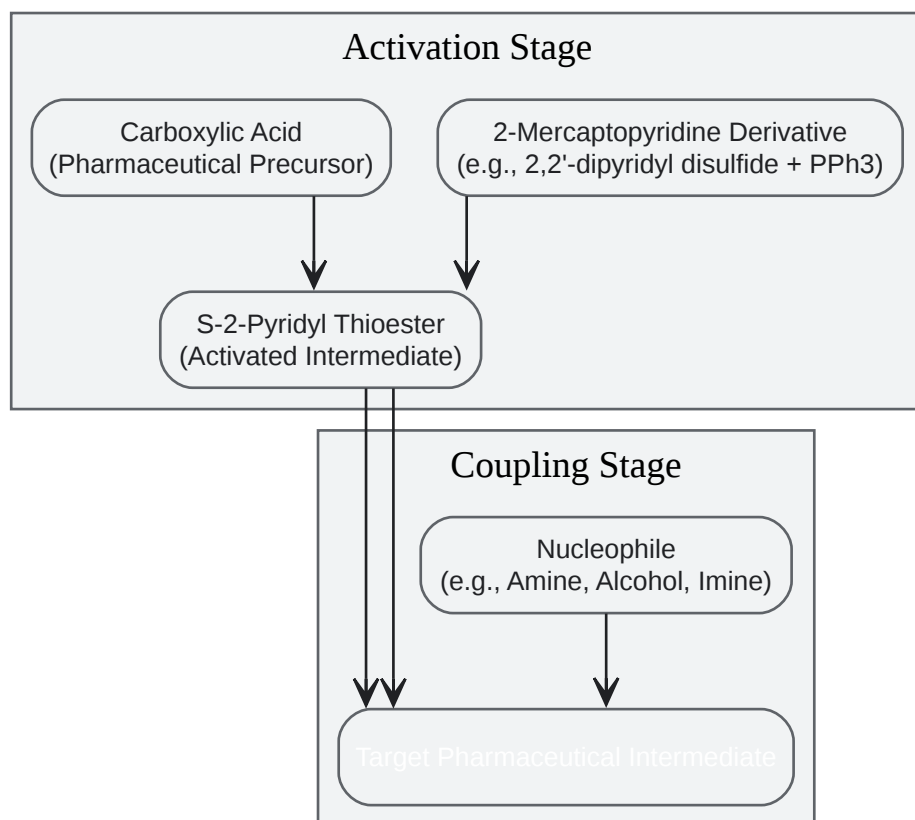 Activation Stage
Carboxylic Acid
(Pharmaceutical Precursor)
2-Mercaptopyridine Derivative
(e.g., 2,2'-dipyridyl disulfide + PPh3)
S-2-Pyridyl Thioester
(Activated Intermediate)
Coupling Stage
Nucleophile
(e.g., Amine, Alcohol, Imine)
Target Pharmaceutical Intermediate